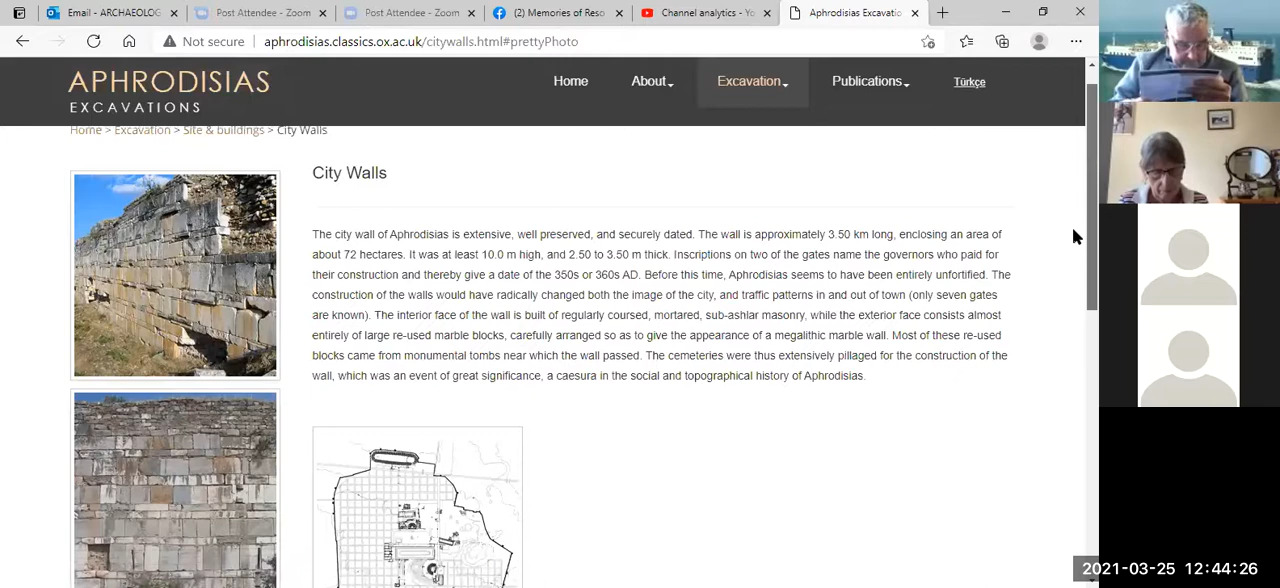 Email - ARCHAEOLOG
Post Attendee - Zoom
Post Attendee - Zoom
(2) Memories of Reso
Channel analytics - Yo
Aphrodisias Excavatio
Not secure | aphrodisias.classics.ox.ac.uk/citywalls.html#prettyPhoto
APHRODISIAS
EXCAVATIONS
Home About Excavation Publications Türkçe
Home > Excavation > Site & buildings > City Walls
City Walls
The city wall of Aphrodisias is extensive, well preserved, and securely dated. The wall is approximately 3.50 km long, enclosing an area of
about 72 hectares. It was at least 10.0 m high, and 2.50 to 3.50 m thick. Inscriptions on two of the gates name the governors who paid for
their construction and thereby give a date of the 350s or 360s AD. Before this time, Aphrodisias seems to have been entirely unfortified. The
construction of the walls would have radically changed both the image of the city, and traffic patterns in and out of town (only seven gates
are known). The interior face of the wall is built of regularly coursed, mortared, sub-ashlar masonry, while the exterior face consists almost
entirely of large re-used marble blocks, carefully arranged so as to give the appearance of a megalithic marble wall. Most of these re-used
blocks came from monumental tombs near which the wall passed. The cemeteries were thus extensively pillaged for the construction of the
wall, which was an event of great significance, a caesura in the social and topographical history of Aphrodisias.
2021-03-25 12:44:26